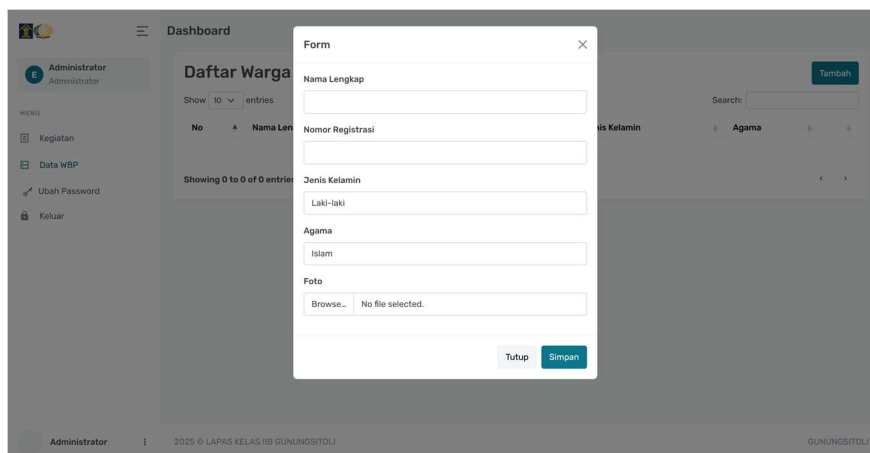 Dashboard
Form
E
Administrator
Administrator
Daftar Warga
Tambah
Nama Lengkap
Show 10 entries
Search:
MENU
No
Nama Len
Nomor Registrasi
nis Kelamin
Agama
Kegiatan
Data WBP
Showing 0 to 0 of 0 entries
Jenis Kelamin
Ubah Password
Laki-laki
Keluar
Agama
Islam
Foto
Browse... No file selected.
Tutup
Simpan
Administrator
2025 © LAPAS KELAS IIB GUNUNGSITOLI
GUNUNGSITOLI